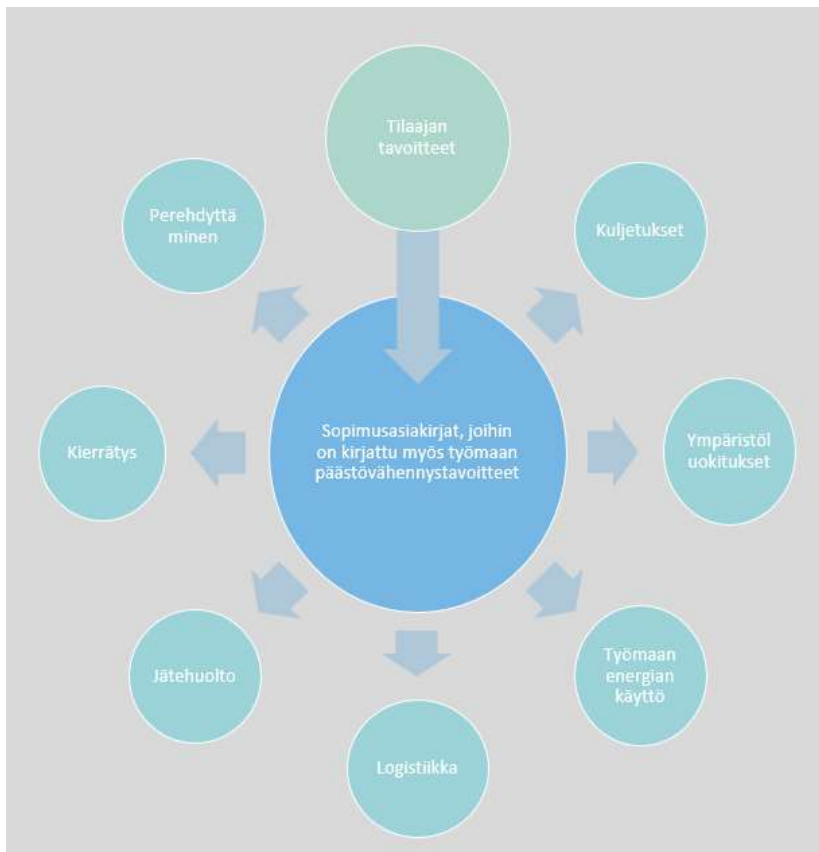 Tilaajan
tavoitteet
Kuljetukset
Ympäristöl
uokitukset
Työmaan
energian
käyttö
Logistiikka
Jätehuolto
Kierrätys
Perehdyttä
minen
Sopimusasiakirjat, joihin
on kirjattu myös työmaan
päästövähennystavoitteet